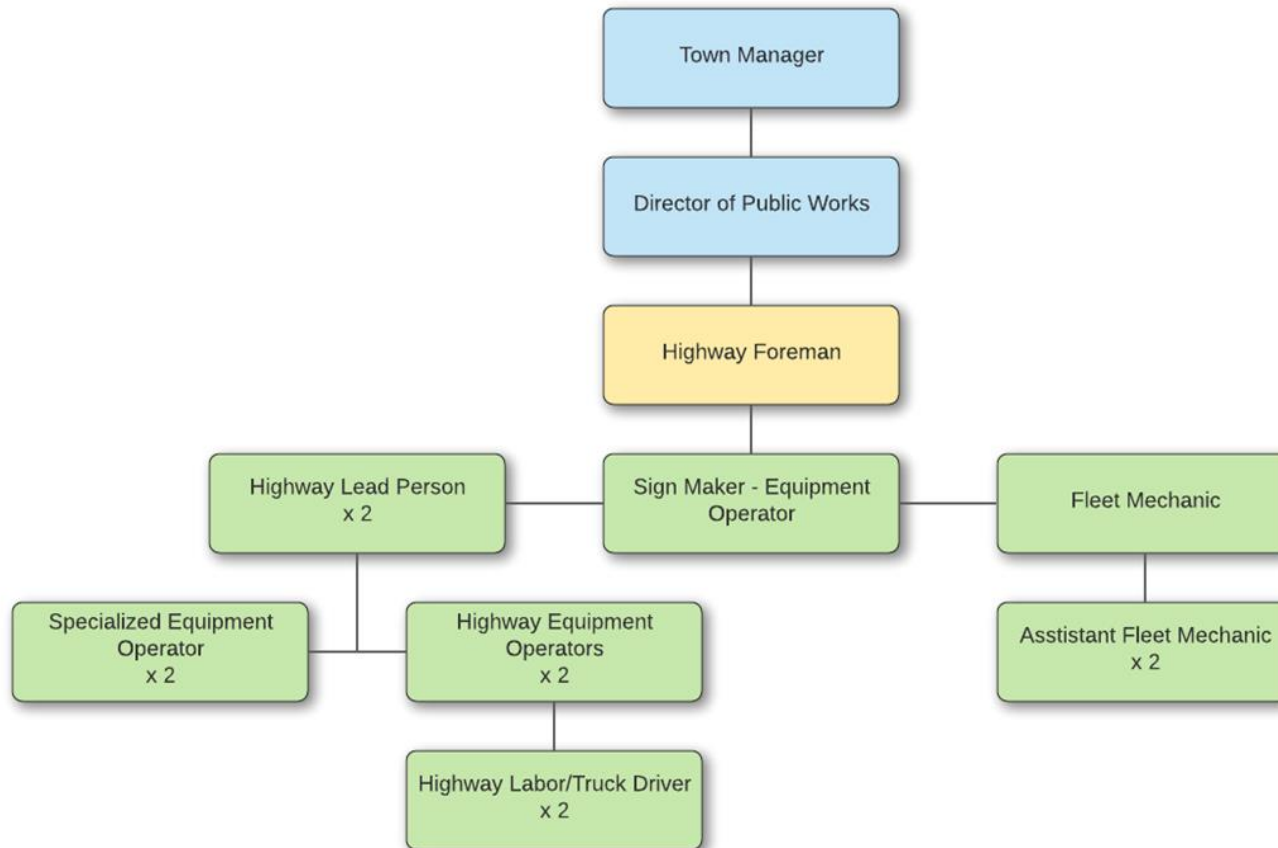 Town Manager
Director of Public Works
Highway Foreman
Highway Lead Person
x 2
Sign Maker - Equipment
Operator
Fleet Mechanic
Specialized Equipment
Operator
x 2
Highway Equipment
Operators
x 2
Asstistant Fleet Mechanic
x 2
Highway Labor/Truck Driver
x 2